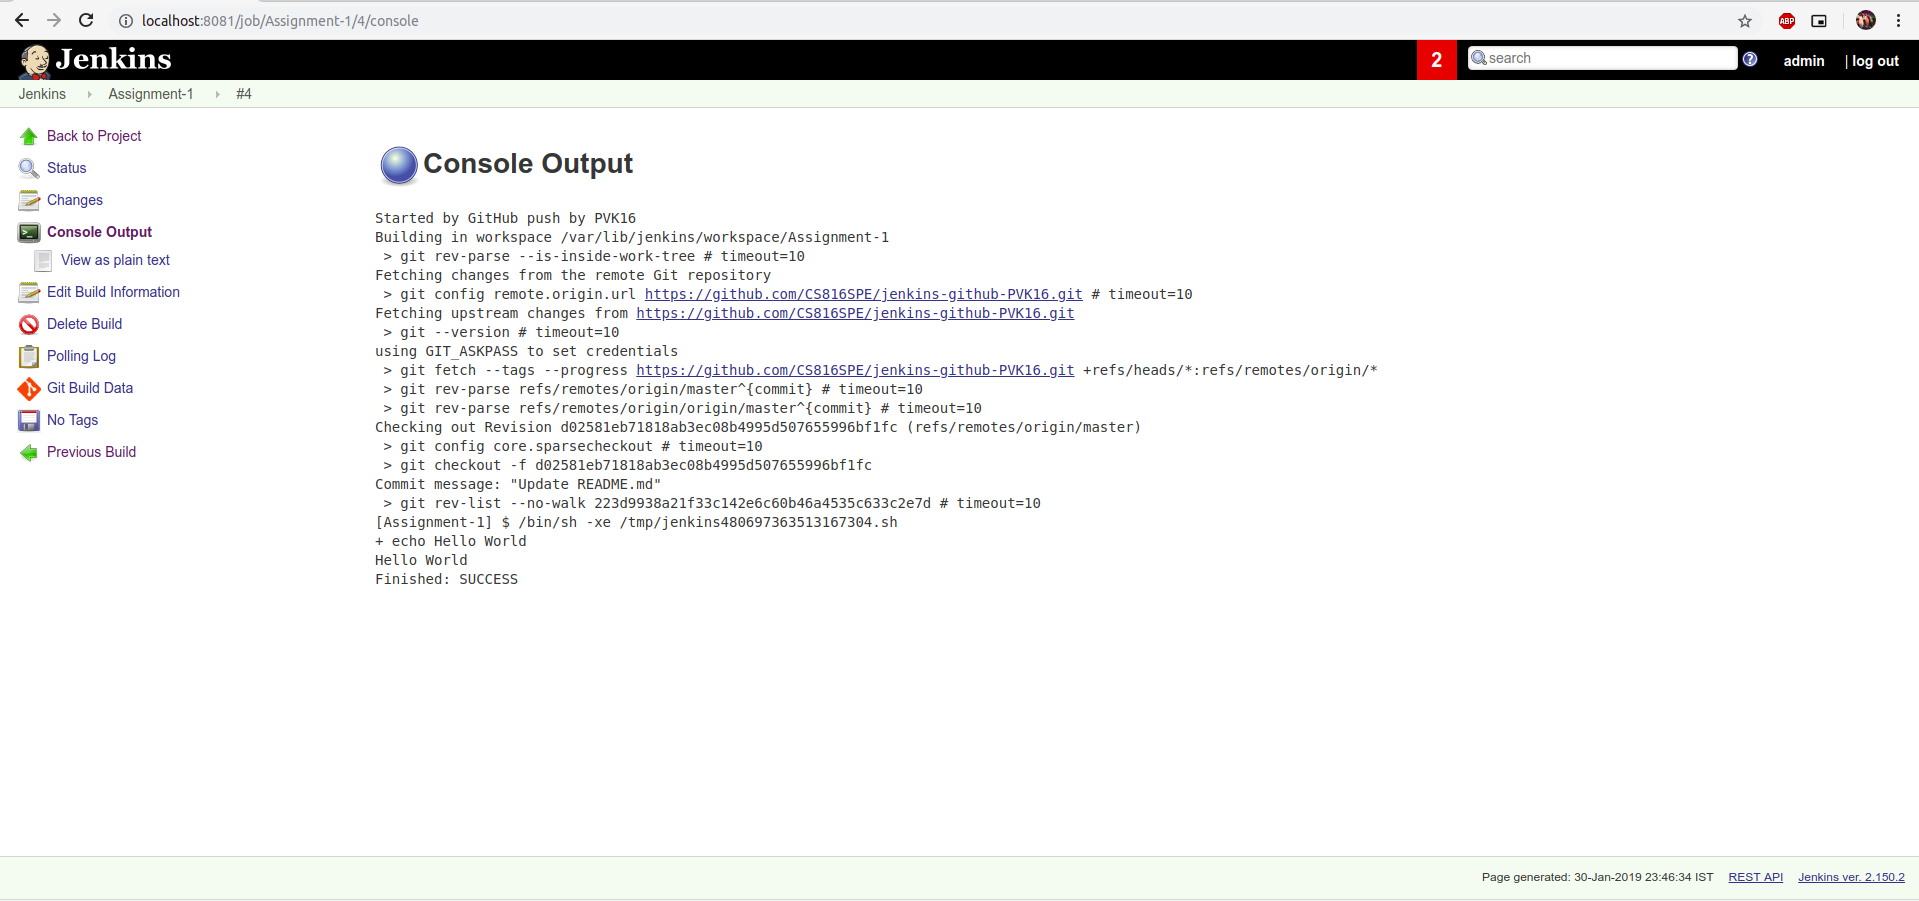 localhost:8081/job/Assignment-1/4/console
ABP
Jenkins
2
search
?
admin
| log out
Jenkins
Assignment-1
#4
Back to Project
Status
Changes
Console Output
View as plain text
Edit Build Information
Delete Build
Polling Log
Git Build Data
No Tags
Previous Build
Console Output
Started by GitHub push by PVK16
Building in workspace /var/lib/jenkins/workspace/Assignment-1
 > git rev-parse --is-inside-work-tree # timeout=10
Fetching changes from the remote Git repository
 > git config remote.origin.url https://github.com/CS816SPE/jenkins-github-PVK16.git # timeout=10
Fetching upstream changes from https://github.com/CS816SPE/jenkins-github-PVK16.git
 > git --version # timeout=10
using GIT_ASKPASS to set credentials
 > git fetch --tags --progress https://github.com/CS816SPE/jenkins-github-PVK16.git +refs/heads/*:refs/remotes/origin/*
 > git rev-parse refs/remotes/origin/master^{commit} # timeout=10
 > git rev-parse refs/remotes/origin/origin/master^{commit} # timeout=10
Checking out Revision d02581eb71818ab3ec08b4995d507655996bf1fc (refs/remotes/origin/master)
 > git config core.sparsecheckout # timeout=10
 > git checkout -f d02581eb71818ab3ec08b4995d507655996bf1fc
Commit message: "Update README.md"
 > git rev-list --no-walk 223d9938a21f33c142e6c60b46a4535c633c2e7d # timeout=10
[Assignment-1] $ /bin/sh -xe /tmp/jenkins480697363513167304.sh
+ echo Hello World
Hello World
Finished: SUCCESS
Page generated: 30-Jan-2019 23:46:34 IST
REST API
Jenkins ver. 2.150.2